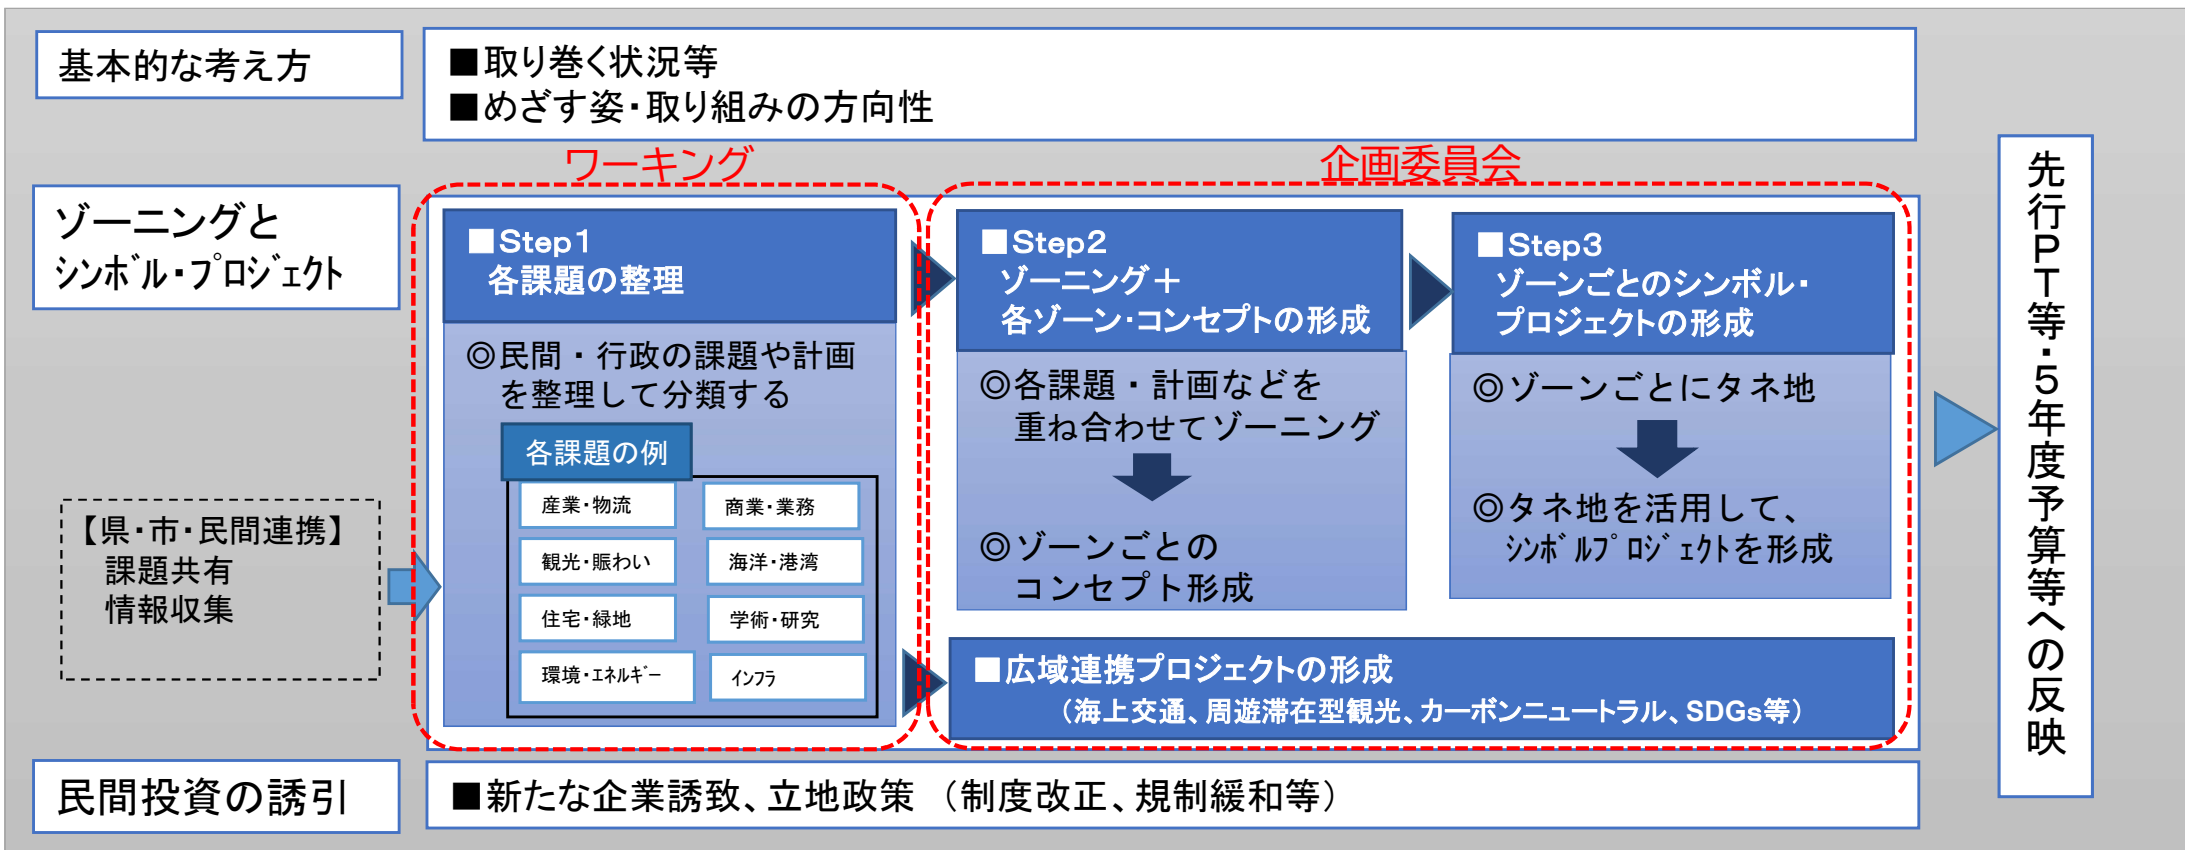 基本的な考え方
■取り巻く状況等
■めざす姿・取り組みの方向性
ワーキング
企画委員会
ゾーニングと
ｼﾝﾎﾞﾙ・ﾌﾟﾛｼﾞｪｸﾄ
■Step1
各課題の整理
◎民間・行政の課題や計画
を整理して分類する
各課題の例
産業・物流
商業・業務
観光・賑わい
海洋・港湾
住宅・緑地
学術・研究
環境・ｴﾈﾙｷﾞｰ
ｲﾝﾌﾗ
【県・市・民間連携】
課題共有
情報収集
■Step2
ゾーニング＋
各ゾーン・コンセプトの形成
◎各課題・計画などを
重ね合わせてゾーニング
◎ゾーンごとの
コンセプト形成
■Step3
ゾーンごとのシンボル・
プロジェクトの形成
◎ゾーンごとにタネ地
◎タネ地を活用して、
ｼﾝﾎﾞﾙﾌﾟﾛｼﾞｪｸﾄを形成
■広域連携プロジェクトの形成
（海上交通、周遊滞在型観光、カーボンニュートラル、SDGs等）
先行ＰＴ等・５年度予算等への反映
民間投資の誘引
■新たな企業誘致、立地政策 （制度改正、規制緩和等）